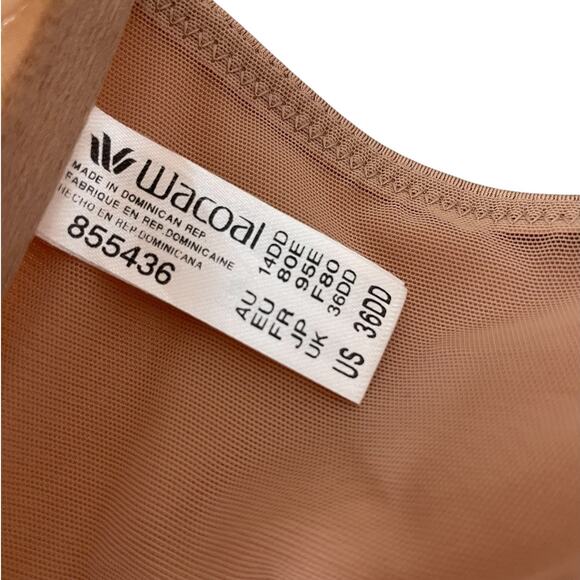 Wacoal
MADE IN DOMINICAN REP
FABRIQUE EN REP.DOMINICAINE
HECHO EN REP.DOMINICANA
855436
AU 14DD
EU 80E
FR 95E
JP F80
UK 36DD
US 36DD